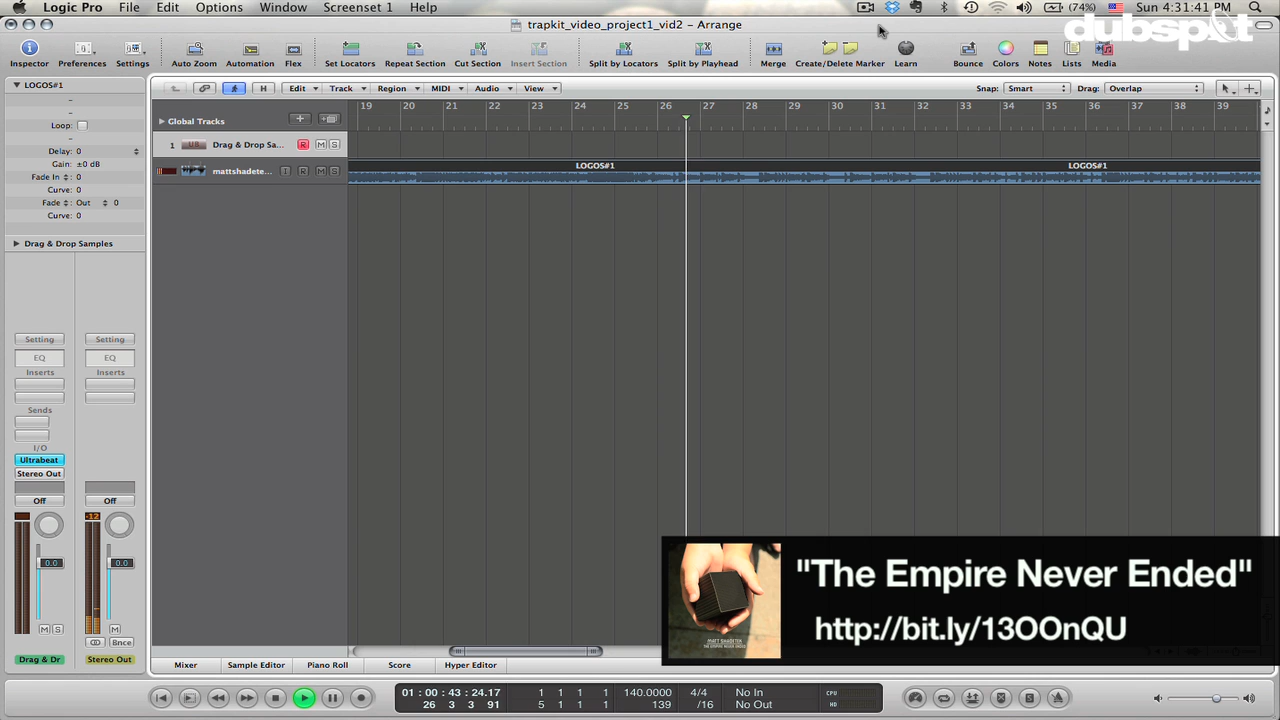 Logic Pro File Edit Options Window Screenset 1 Help (74%) Sun 4:31:41 PM
trapkit_video_project1_vid2 – Arrange
dubspot
Inspector Preferences Settings Auto Zoom Automation Flex Set Locators Repeat Section Cut Section Insert Section Split by Locators Split by Playhead Merge Create/Delete Marker Learn Bounce Colors Notes Lists Media
LOGOS#1
Edit Track Region MIDI Audio View Snap: Smart Drag: Overlap
19 20 21 22 23 24 25 26 27 28 29 30 31 32 33 34 35 36 37 38 39
Loop:
Global Tracks
1 UB Drag & Drop Sa... R M S
mattshadete... I R M S
LOGOS#1 LOGOS#1
Delay: 0
Gain: ±0 dB
Fade In: 0
Curve: 0
Fade: Out 0
Curve: 0
Drag & Drop Samples
Setting Setting
EQ EQ
Inserts Inserts
Sends
I/O
Ultrabeat
Stereo Out
Off Off
-12
0.0 0.0
M S M
Bnce
Drag & Dr Stereo Out
"The Empire Never Ended"
http://bit.ly/13OOnQU
MATT SHADETEK
THE EMPIRE NEVER ENDED
Mixer Sample Editor Piano Roll Score Hyper Editor
01 : 00 : 43 : 24.17 1 1 1 1 140.0000 4/4 No In CPU
26 3 3 91 5 1 1 1 139 /16 No Out HD